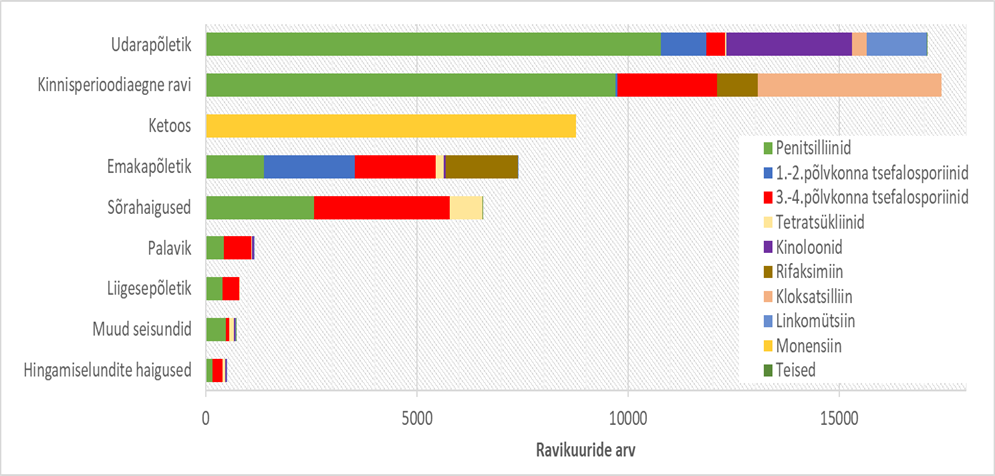 Udarapõletik
Kinnisperioodiaegne ravi
Ketoos
Emakapõletik
Sõrahaigused
Palavik
Liigesepõletik
Muud seisundid
Hingamiselundite haigused
Penitsilliinid
1.-2.põlvkonna tsefalosporiinid
3.-4.põlvkonna tsefalosporiinid
Tetratsükliinid
Kinoloonid
Rifaksimiin
Kloksatsilliin
Linkomütsiin
Monensiin
Teised
0 5000 10000 15000
Ravikuuride arv